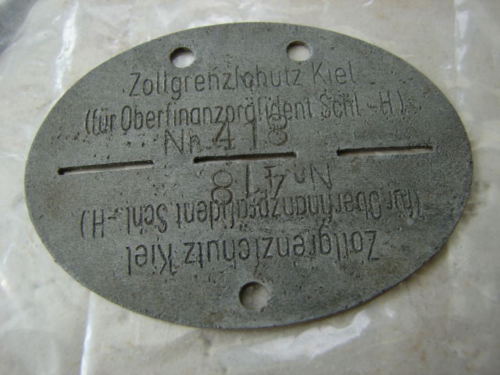 Zollgrenzſchutz Kiel
(für Oberfinanzpräſident Schl.-H)
Nr. 418
Zollgrenzſchutz Kiel
(für Oberfinanzpräſident Schl.-H)
Nr. 418